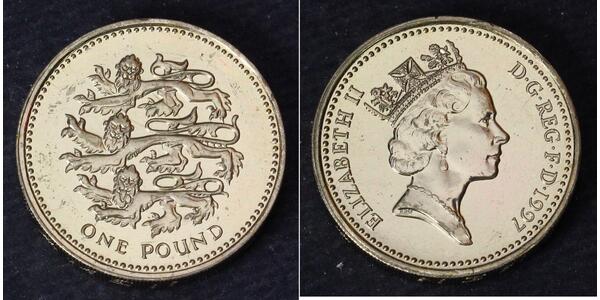 ONE POUND
ELIZABETH II
D·G·REG·F·D·1997